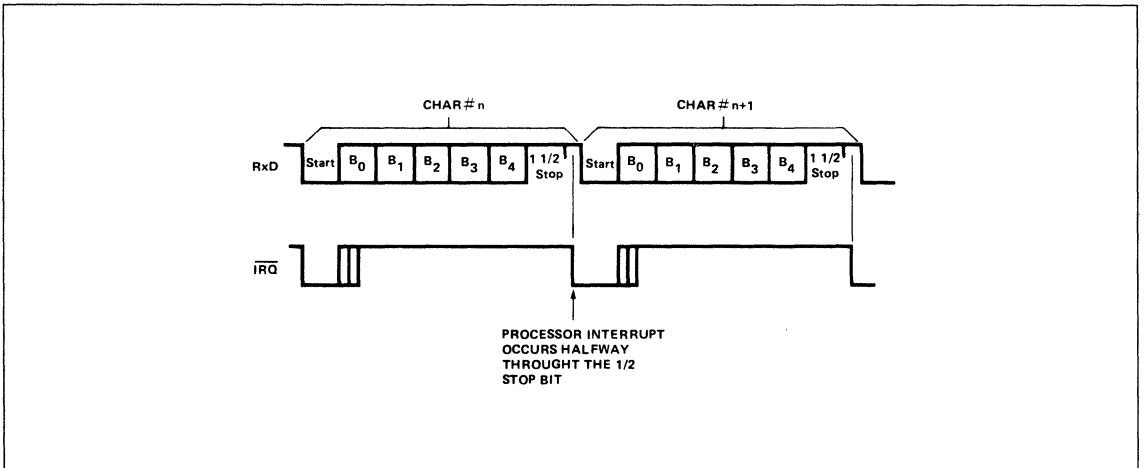 CHAR # n CHAR # n+1
RxD Start B0 B1 B2 B3 B4 1 1/2 Stop Start B0 B1 B2 B3 B4 1 1/2 Stop
IRQ
PROCESSOR INTERRUPT
OCCURS HALFWAY
THROUGHT THE 1/2
STOP BIT